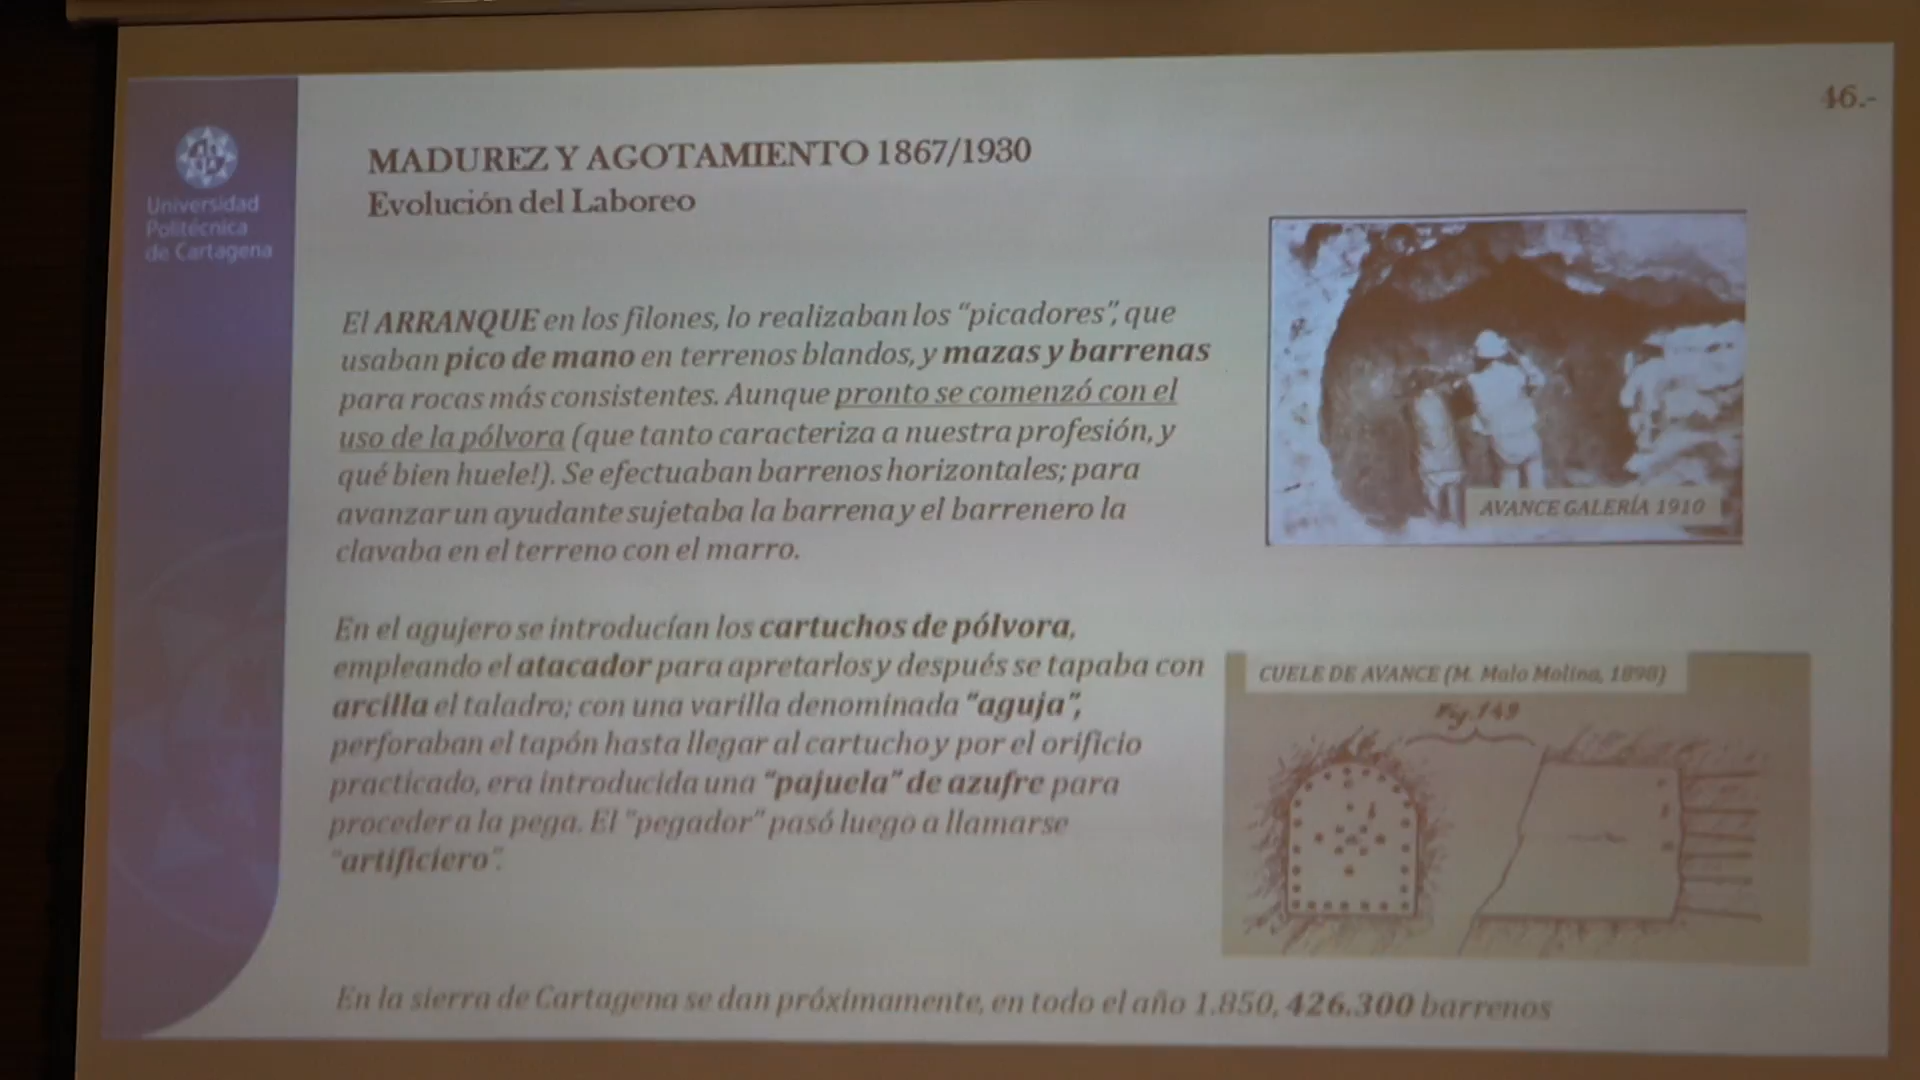 46.-
Universidad
Politécnica
de Cartagena
MADUREZ Y AGOTAMIENTO 1867/1930
Evolución del Laboreo
El ARRANQUE en los filones, lo realizaban los “picadores”, que
usaban pico de mano en terrenos blandos, y mazas y barrenas
para rocas más consistentes. Aunque pronto se comenzó con el
uso de la pólvora (que tanto caracteriza a nuestra profesión, y
qué bien huele!). Se efectuaban barrenos horizontales; para
avanzar un ayudante sujetaba la barrena y el barrenero la
clavaba en el terreno con el marro.
AVANCE GALERÍA 1910
En el agujero se introducían los cartuchos de pólvora,
empleando el atacador para apretarlos y después se tapaba con
arcilla el taladro; con una varilla denominada “aguja”,
perforaban el tapón hasta llegar al cartucho y por el orificio
practicado, era introducida una “pajuela” de azufre para
proceder a la pega. El “pegador” pasó luego a llamarse
“artificiero”.
CUELE DE AVANCE (M. Malo Molina, 1898)
Fig. 149
En la sierra de Cartagena se dan próximamente, en todo el año 1.850, 426.300 barrenos